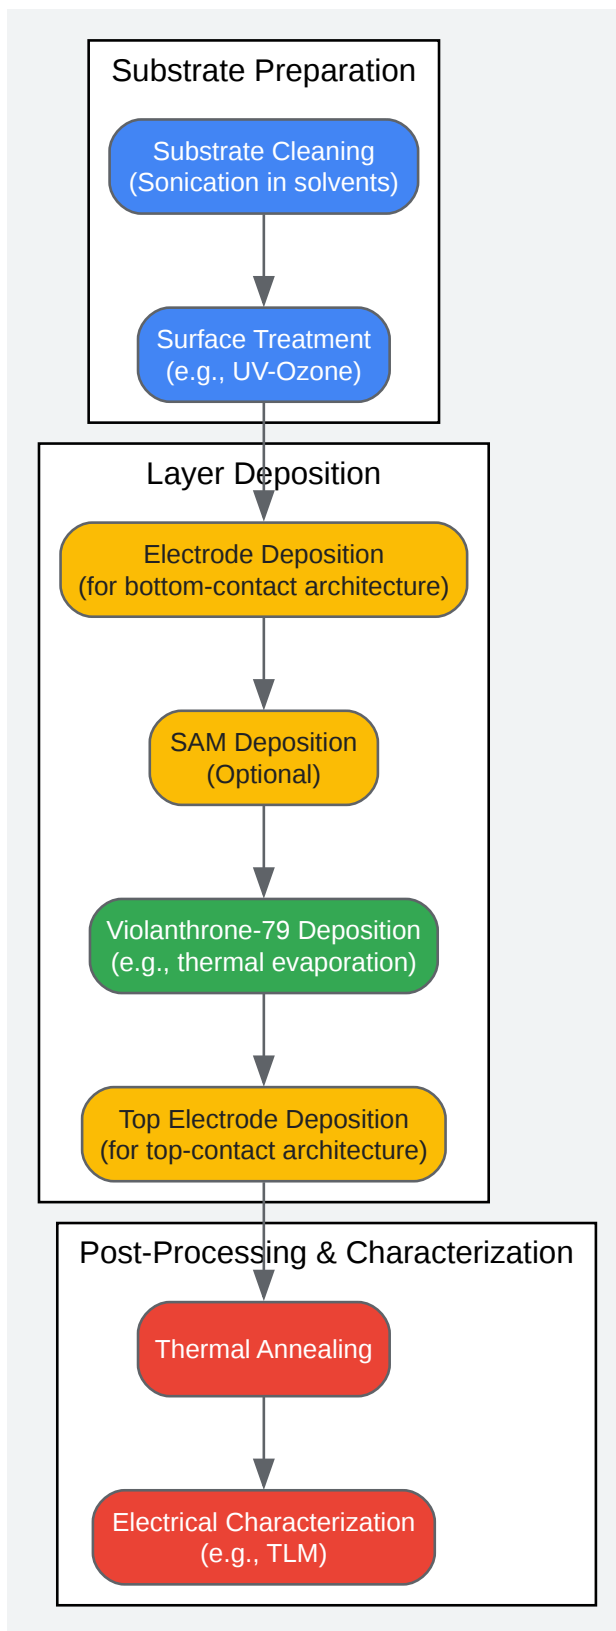 Substrate Preparation
Substrate Cleaning
(Sonication in solvents)
Surface Treatment
(e.g., UV-Ozone)
Layer Deposition
Electrode Deposition
(for bottom-contact architecture)
SAM Deposition
(Optional)
Violanthrone-79 Deposition
(e.g., thermal evaporation)
Top Electrode Deposition
(for top-contact architecture)
Post-Processing & Characterization
Thermal Annealing
Electrical Characterization
(e.g., TLM)